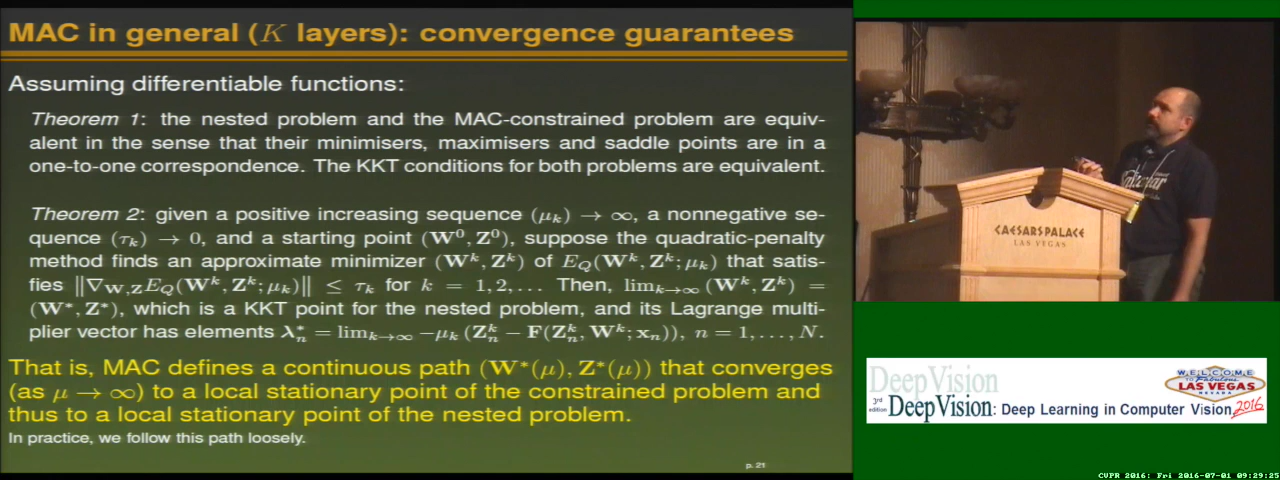 MAC in general (K layers): convergence guarantees
Assuming differentiable functions:
Theorem 1: the nested problem and the MAC-constrained problem are equiv-
alent in the sense that their minimisers, maximisers and saddle points are in a
one-to-one correspondence. The KKT conditions for both problems are equivalent.
Theorem 2: given a positive increasing sequence (μₖ) → ∞, a nonnegative se-
quence (τₖ) → 0, and a starting point (W⁰, Z⁰), suppose the quadratic-penalty
method finds an approximate minimizer (Wᵏ, Zᵏ) of E_Q(Wᵏ, Zᵏ; μₖ) that satis-
fies ‖∇_{W,Z}E_Q(Wᵏ, Zᵏ; μₖ)‖ ≤ τₖ for k = 1, 2, . . . Then, lim_{k→∞} (Wᵏ, Zᵏ) =
(W*, Z*), which is a KKT point for the nested problem, and its Lagrange multi-
plier vector has elements λ*ₙ = lim_{k→∞} −μₖ (Zₙᵏ − F(Zₙᵏ, Wᵏ; xₙ)), n = 1, . . . , N.
That is, MAC defines a continuous path (W*(μ), Z*(μ)) that converges
(as μ → ∞) to a local stationary point of the constrained problem and
thus to a local stationary point of the nested problem.
In practice, we follow this path loosely.
p. 21
CAESARS PALACE
LAS VEGAS
DeepVision
3rd edition
DeepVision: Deep Learning in Computer Vision 2016
WELCOME
TO Fabulous
LAS VEGAS
NEVADA
CVPR 2016: Fri 2016-07-01 09:29:25